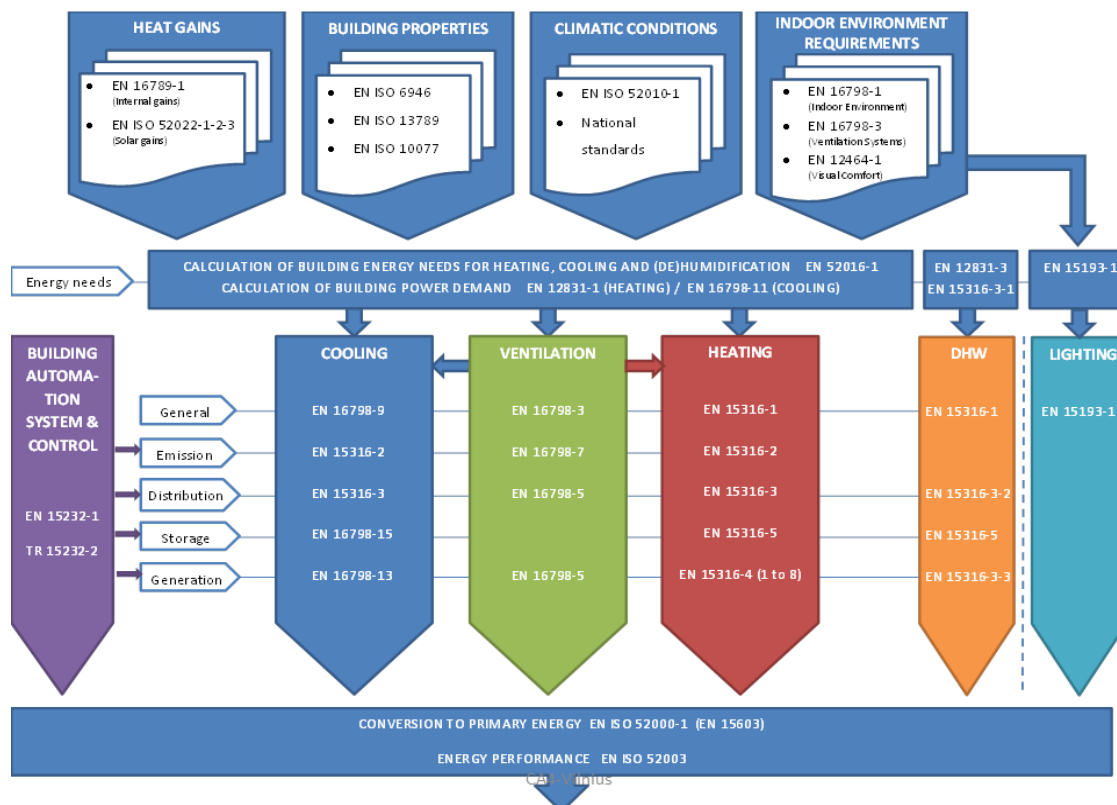 HEAT GAINS
• EN 16789-1
(Internal gains)
• EN ISO 52022-1-2-3
(Solar gains)
BUILDING PROPERTIES
• EN ISO 6946
• EN ISO 13789
• EN ISO 10077
CLIMATIC CONDITIONS
• EN ISO 52010-1
• National
standards
INDOOR ENVIRONMENT
REQUIREMENTS
• EN 16798-1
(Indoor Environment)
• EN 16798-3
(Ventilation Systems)
• EN 12464-1
(Visual Comfort)
Energy needs
CALCULATION OF BUILDING ENERGY NEEDS FOR HEATING, COOLING AND (DE)HUMIDIFICATION EN 52016-1
CALCULATION OF BUILDING POWER DEMAND EN 12831-1 (HEATING) / EN 16798-11 (COOLING)
EN 12831-3
EN 15316-3-1
EN 15193-1
BUILDING
AUTOMA-
TION
SYSTEM &
CONTROL
EN 15232-1
TR 15232-2
COOLING
VENTILATION
HEATING
DHW
LIGHTING
General
EN 16798-9
EN 16798-3
EN 15316-1
EN 15316-1
EN 15193-1
Emission
EN 15316-2
EN 16798-7
EN 15316-2
Distribution
EN 15316-3
EN 16798-5
EN 15316-3
EN 15316-3-2
Storage
EN 16798-15
EN 15316-5
EN 15316-5
Generation
EN 16798-13
EN 16798-5
EN 15316-4 (1 to 8)
EN 15316-3-3
CONVERSION TO PRIMARY ENERGY EN ISO 52000-1 (EN 15603)
ENERGY PERFORMANCE EN ISO 52003